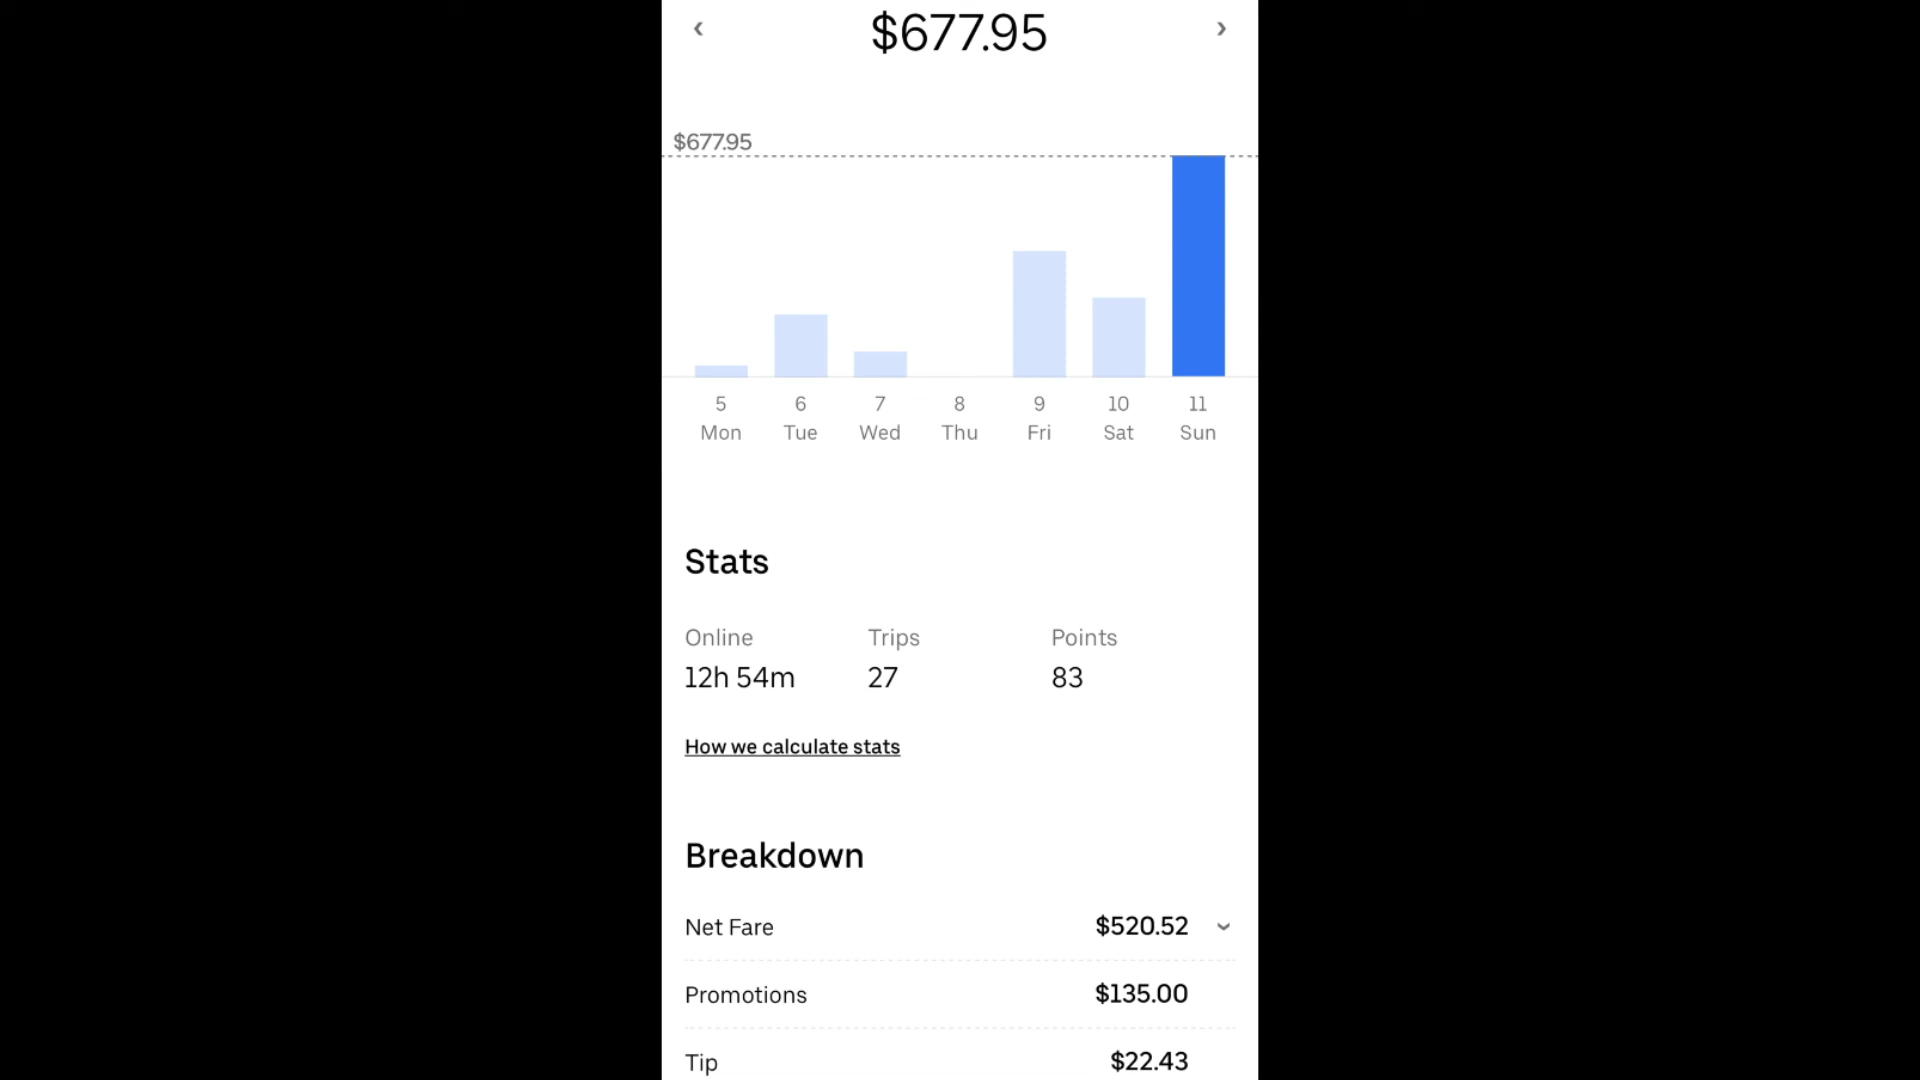 $677.95
$677.95
5 6 7 8 9 10 11
Mon Tue Wed Thu Fri Sat Sun
Stats
Online Trips Points
12h 54m 27 83
How we calculate stats
Breakdown
Net Fare $520.52
Promotions $135.00
Tip $22.43